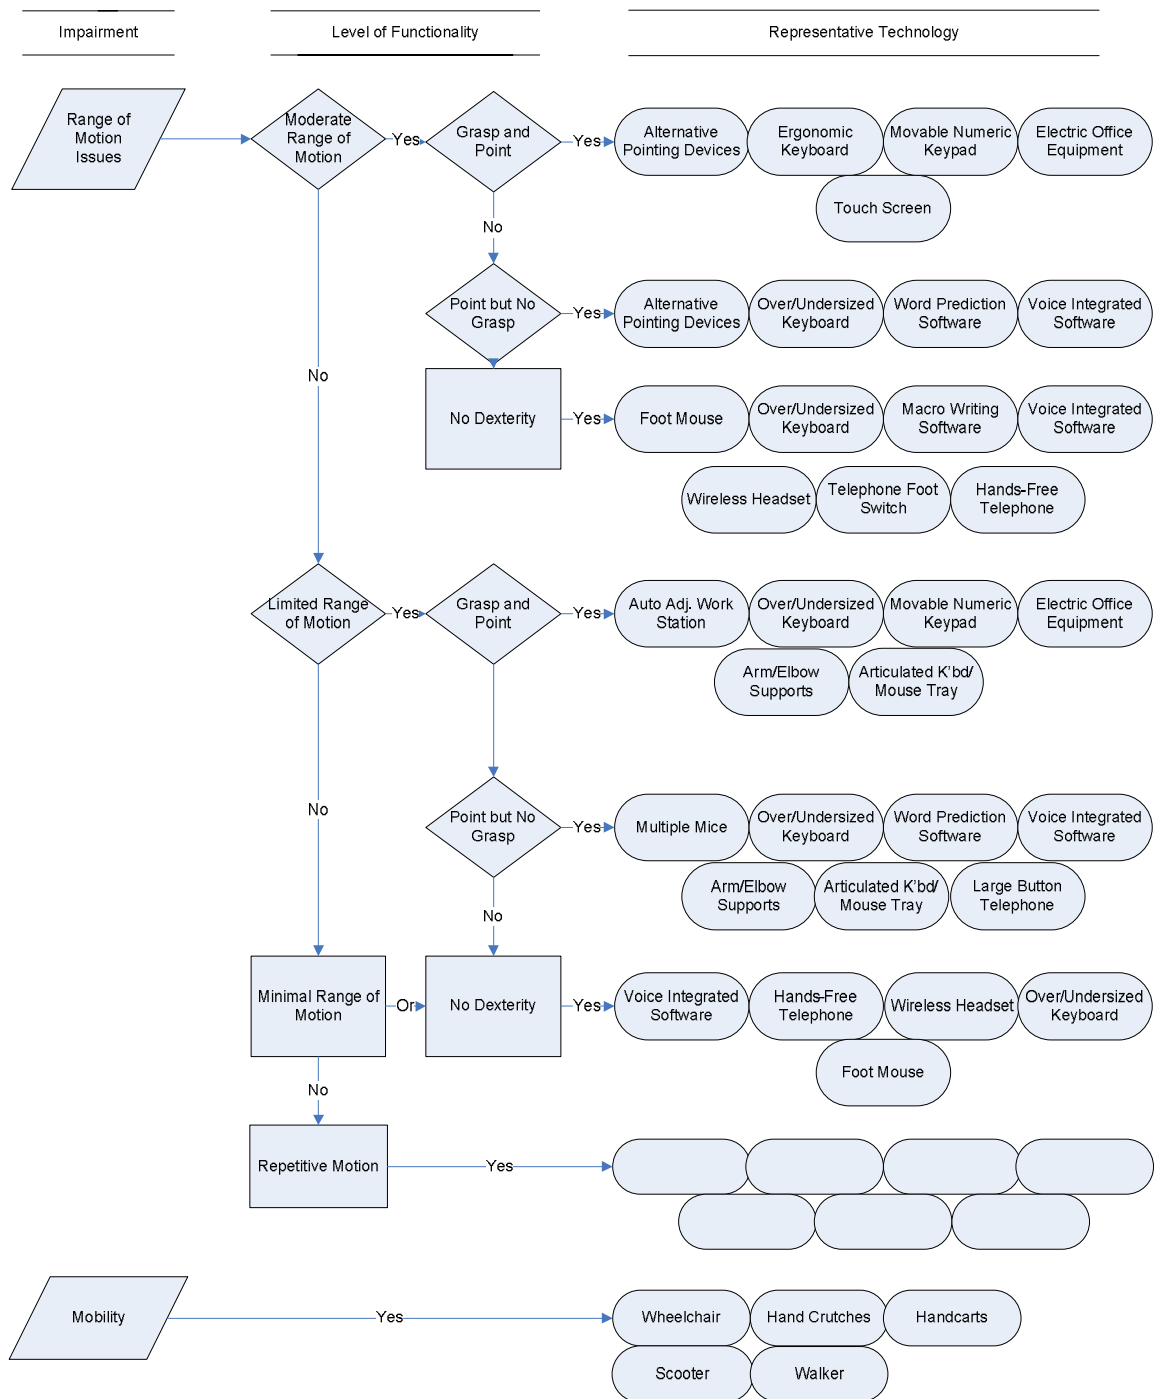 Impairment
Level of Functionality
Representative Technology
Range of
Motion
Issues
Moderate
Range of
Motion
Yes
Grasp and
Point
Yes
Alternative
Pointing Devices
Ergonomic
Keyboard
Movable Numeric
Keypad
Electric Office
Equipment
Touch Screen
No
Point but No
Grasp
Yes
Alternative
Pointing Devices
Over/Undersized
Keyboard
Word Prediction
Software
Voice Integrated
Software
No
No Dexterity
Yes
Foot Mouse
Over/Undersized
Keyboard
Macro Writing
Software
Voice Integrated
Software
Wireless Headset
Telephone Foot
Switch
Hands-Free
Telephone
Limited Range
of Motion
Yes
Grasp and
Point
Yes
Auto Adj. Work
Station
Over/Undersized
Keyboard
Movable Numeric
Keypad
Electric Office
Equipment
Arm/Elbow
Supports
Articulated K'bd/
Mouse Tray
No
Point but No
Grasp
Yes
Multiple Mice
Over/Undersized
Keyboard
Word Prediction
Software
Voice Integrated
Software
Arm/Elbow
Supports
Articulated K'bd/
Mouse Tray
Large Button
Telephone
No
Minimal Range of
Motion
Or
No Dexterity
Yes
Voice Integrated
Software
Hands-Free
Telephone
Wireless Headset
Over/Undersized
Keyboard
Foot Mouse
No
Repetitive Motion
Yes
Mobility
Yes
Wheelchair
Hand Crutches
Handcarts
Scooter
Walker